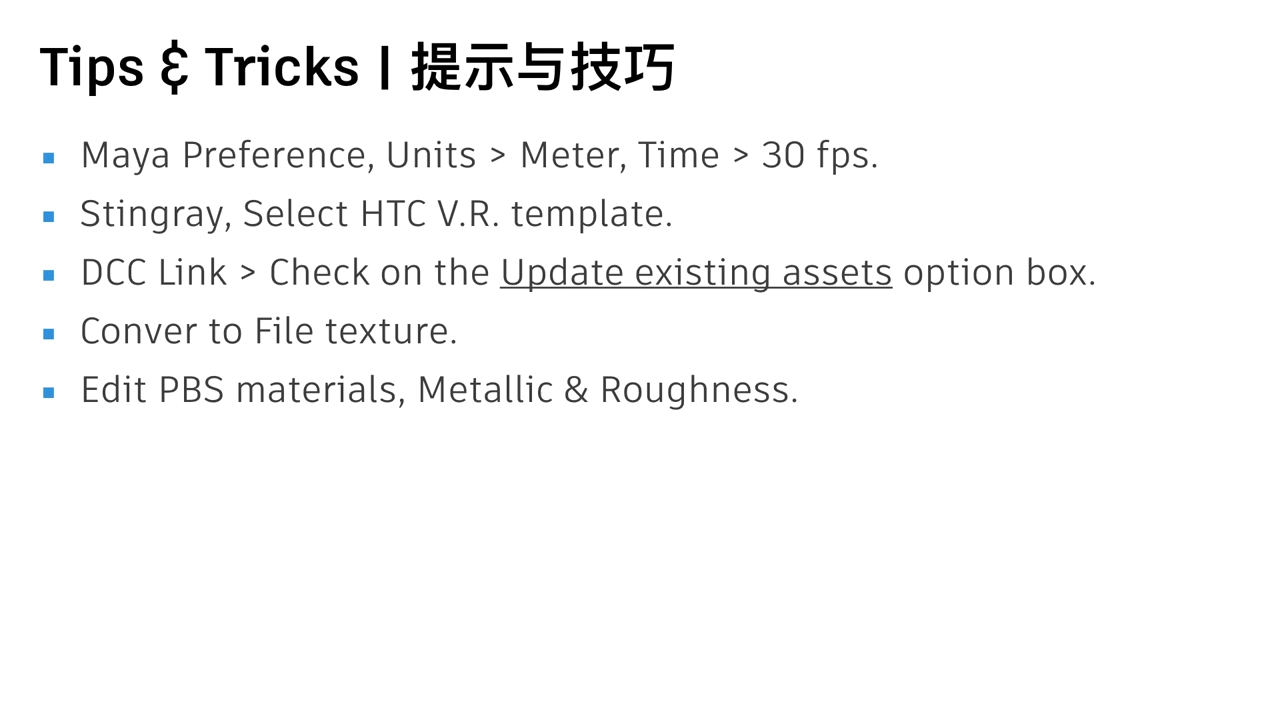 Tips & Tricks | 提示与技巧
Maya Preference, Units > Meter, Time > 30 fps.
Stingray, Select HTC V.R. template.
DCC Link > Check on the Update existing assets option box.
Conver to File texture.
Edit PBS materials, Metallic & Roughness.